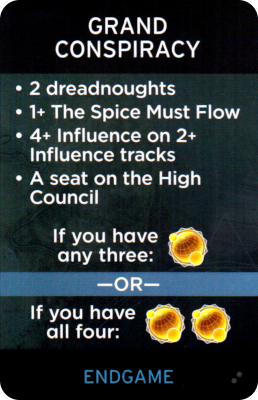 GRAND
CONSPIRACY
• 2 dreadnoughts
• 1+ The Spice Must Flow
• 4+ Influence on 2+
Influence tracks
• A seat on the High
Council
If you have
any three:
—OR—
If you have
all four:
ENDGAME